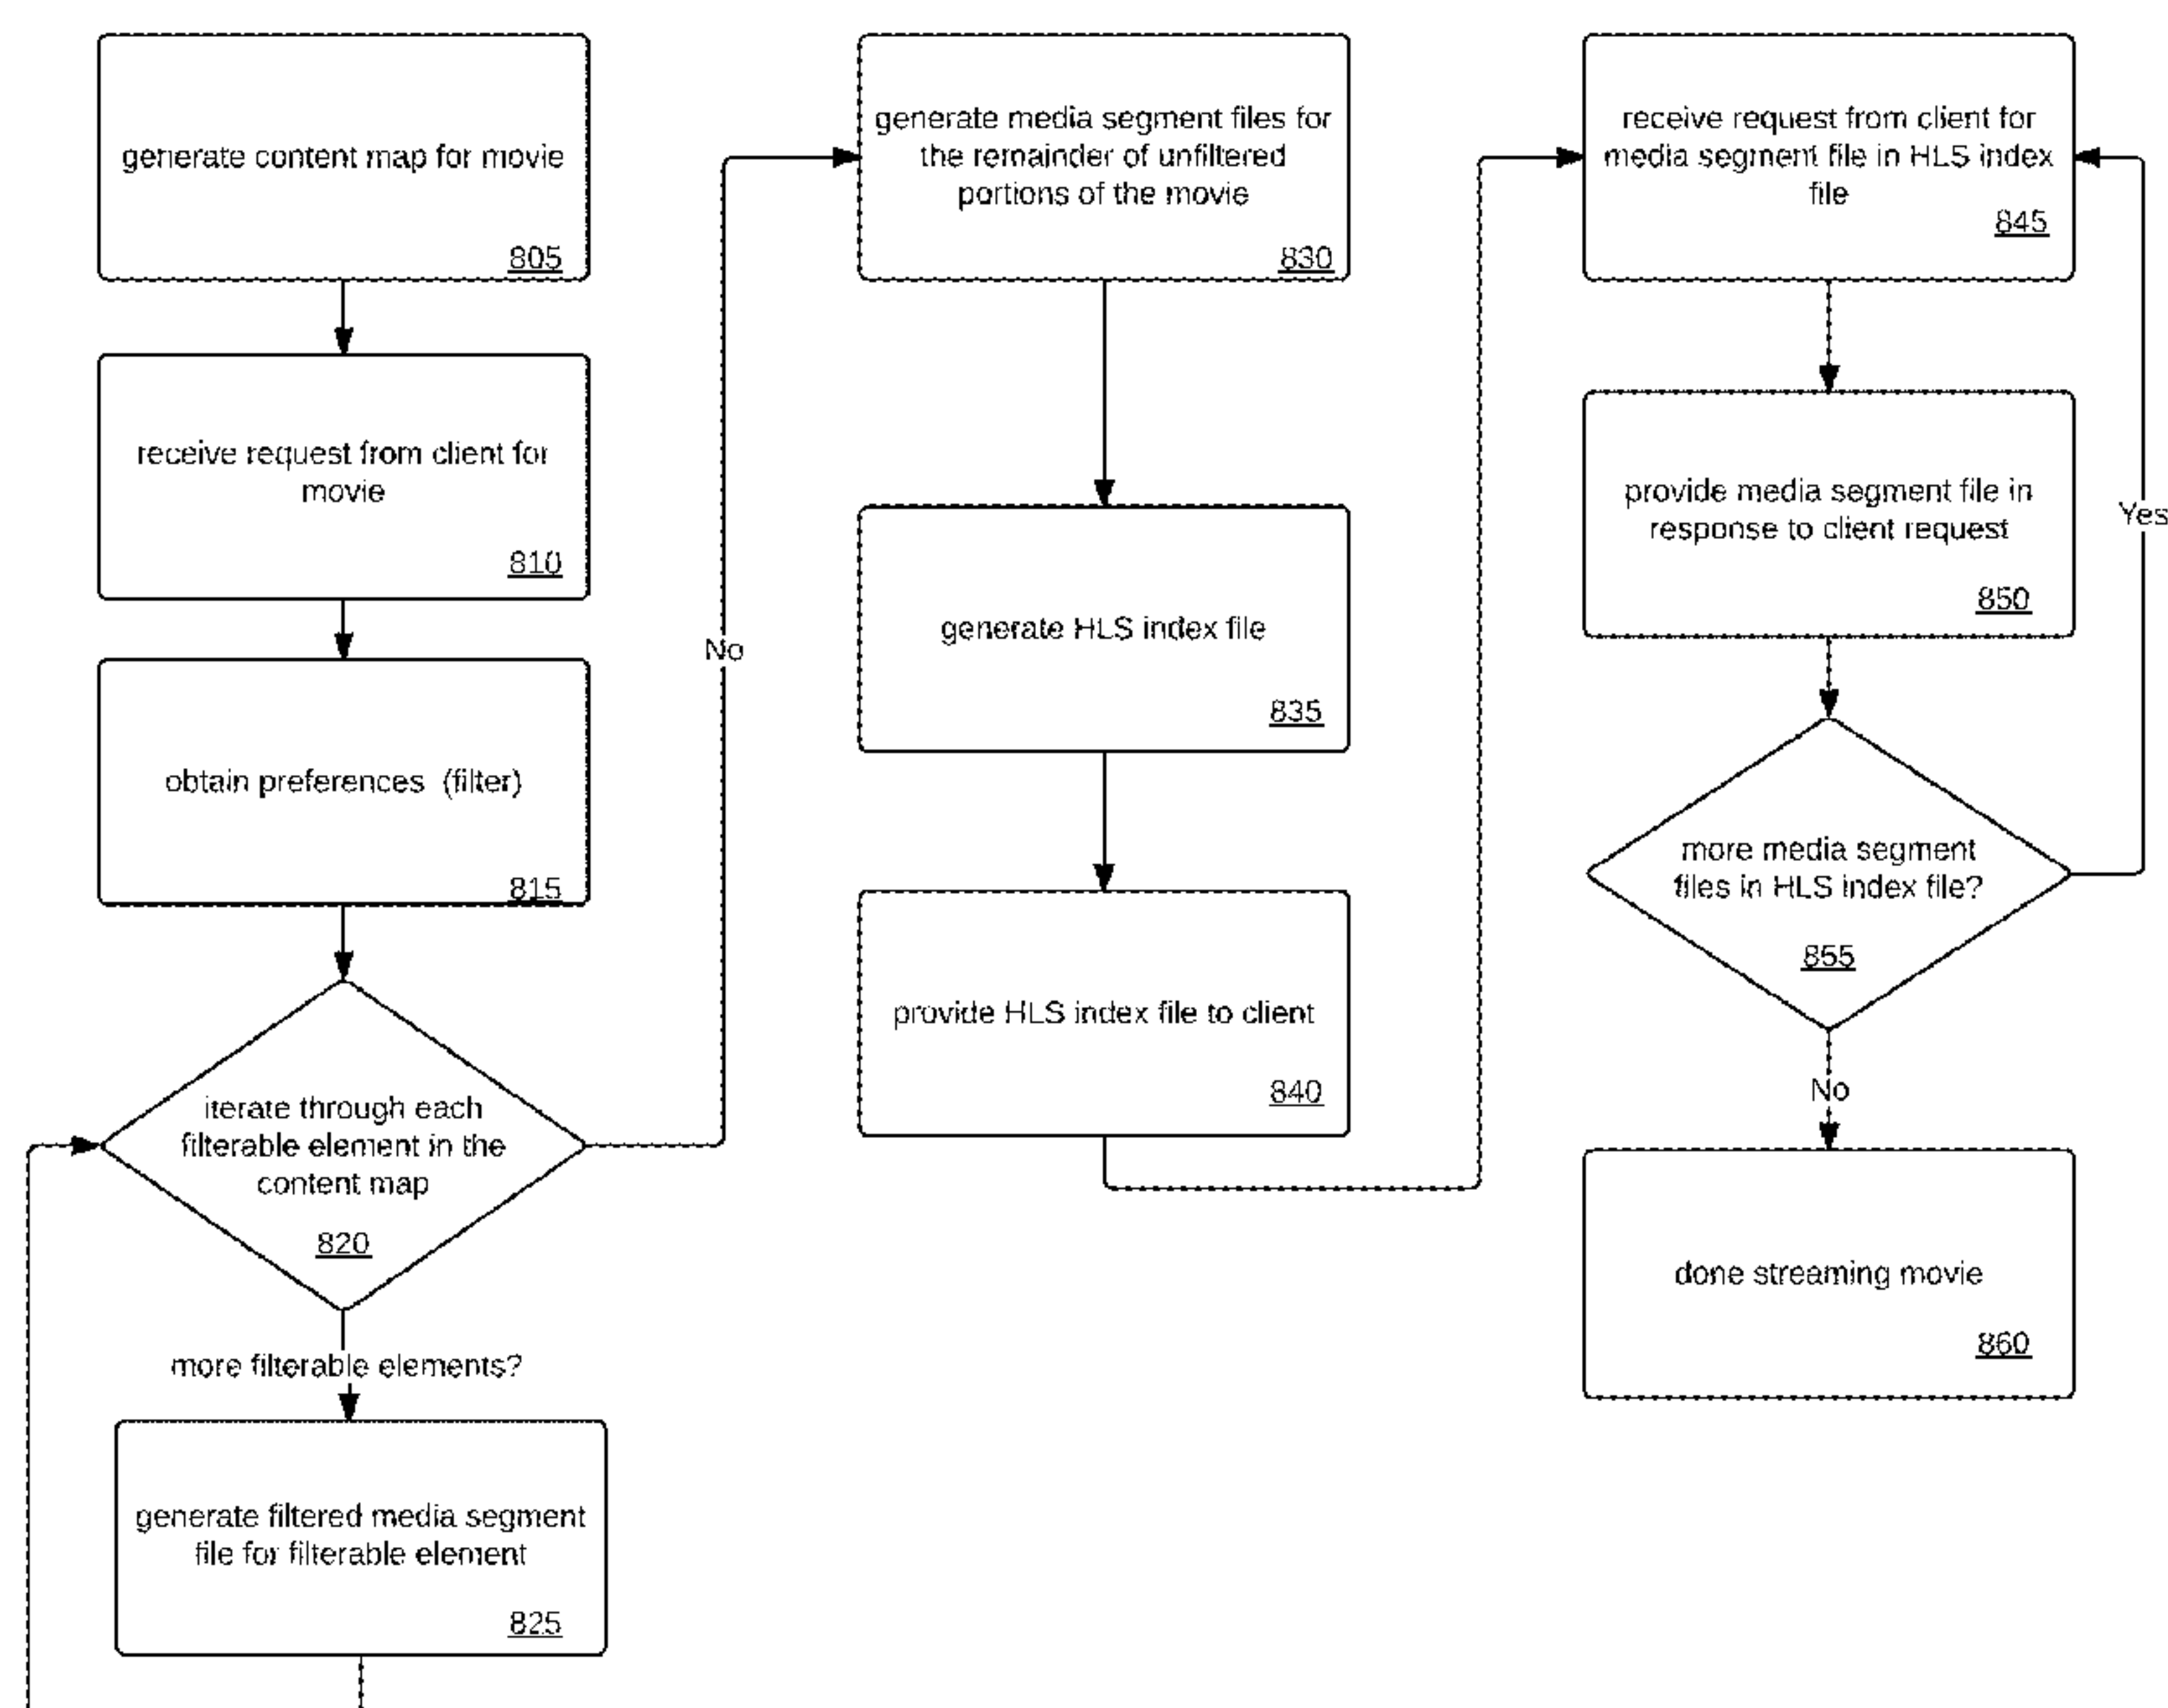 generate content map for movie
805
receive request from client for
movie
810
obtain preferences (filter)
815
iterate through each
filterable element in the
content map
820
more filterable elements?
generate filtered media segment
file for filterable element
825
No
generate media segment files for
the remainder of unfiltered
portions of the movie
830
generate HLS index file
835
provide HLS index file to client
840
receive request from client for
media segment file in HLS index
file
845
provide media segment file in
response to client request
850
Yes
more media segment
files in HLS index file?
855
No
done streaming movie
860